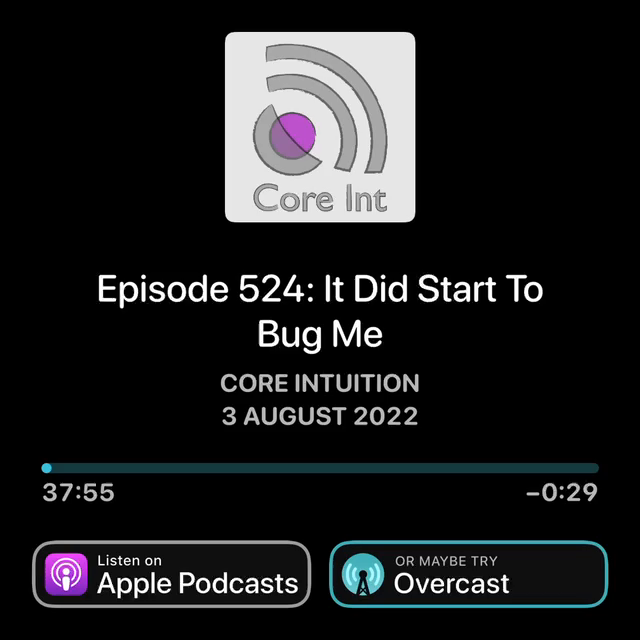 Core Int
Episode 524: It Did Start To
Bug Me
CORE INTUITION
3 AUGUST 2022
37:55
−0:29
Listen on
Apple Podcasts
OR MAYBE TRY
Overcast